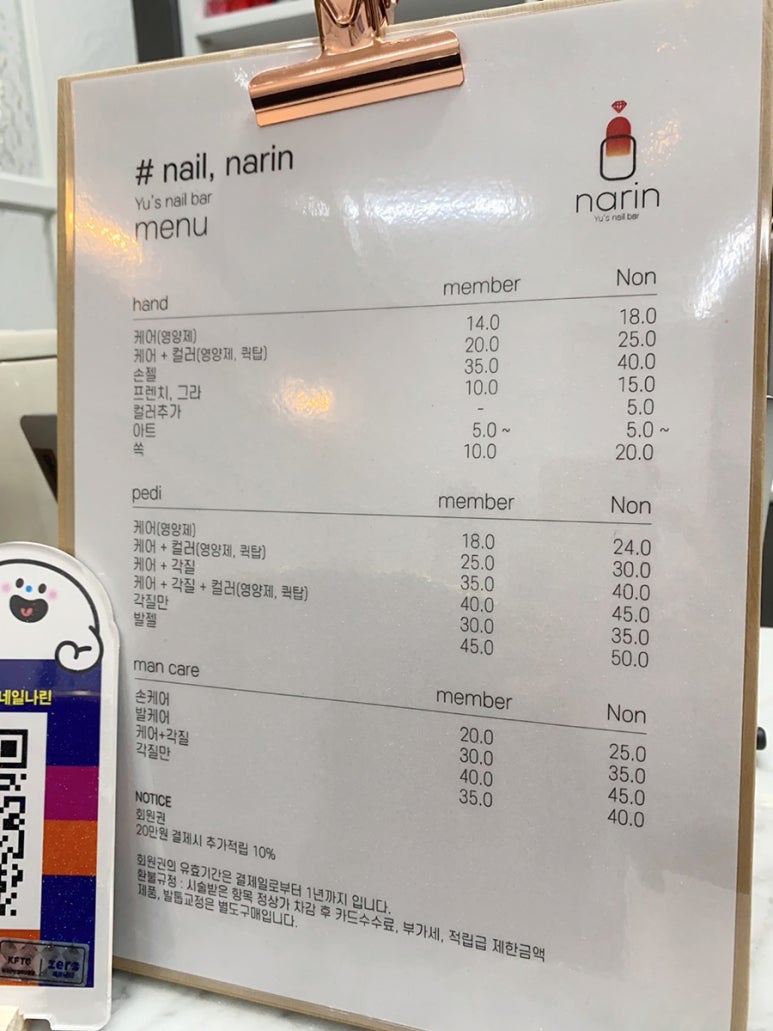 # nail, narin
Yu's nail bar
menu
narin
Yu's nail bar
hand member Non
케어(영양제) 14.0 18.0
케어 + 컬러(영양제, 퀵탑) 20.0 25.0
손젤 35.0 40.0
프렌치, 그라 10.0 15.0
컬러추가 - 5.0
아트 5.0 ~ 5.0 ~
쏙 10.0 20.0
pedi member Non
케어(영양제) 18.0 24.0
케어 + 컬러(영양제, 퀵탑) 25.0 30.0
케어 + 각질 35.0 40.0
케어 + 각질 + 컬러(영양제, 퀵탑) 40.0 45.0
각질만 30.0 35.0
발젤 45.0 50.0
man care member Non
손케어 20.0 25.0
발케어 30.0 35.0
케어+각질 40.0 45.0
각질만 35.0 40.0
NOTICE
회원권
20만원 결제시 추가적립 10%
회원권의 유효기간은 결제일로부터 1년까지 입니다.
환불규정 : 시술받은 항목 정상가 차감 후 카드수수료, 부가세, 적립급 제한금액
제품, 발톱교정은 별도구매입니다.
네일나린
KFTC
zero